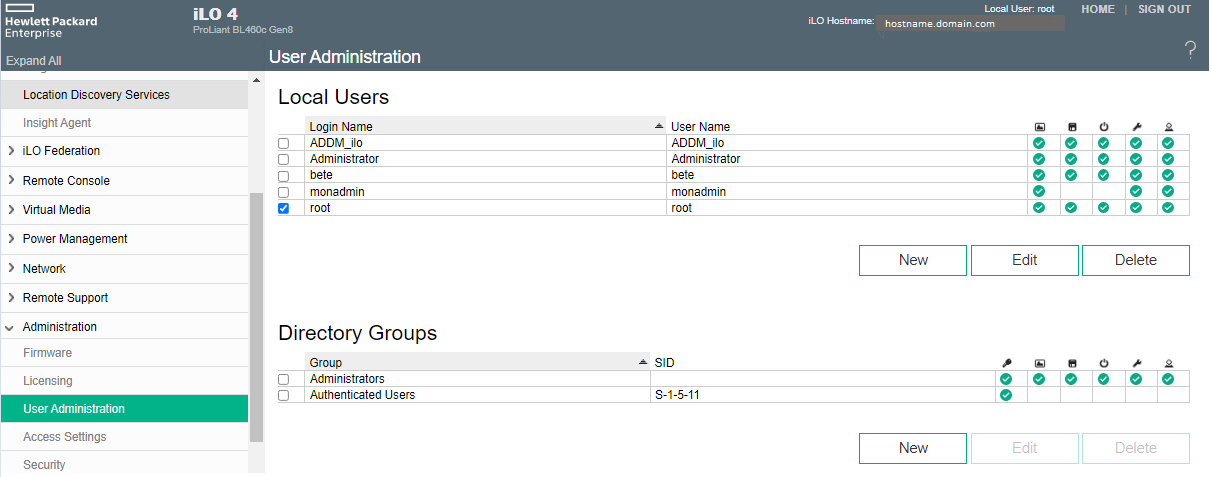 Hewlett Packard
Enterprise
iLO 4
ProLiant BL460c Gen8
Local User: root
HOME | SIGN OUT
iLO Hostname: hostname.domain.com
Expand All
User Administration
?
Location Discovery Services
Insight Agent
iLO Federation
Remote Console
Virtual Media
Power Management
Network
Remote Support
Administration
Firmware
Licensing
User Administration
Access Settings
Security
Local Users
Login Name User Name
ADDM_ilo ADDM_ilo
Administrator Administrator
bete bete
monadmin monadmin
root root
New Edit Delete
Directory Groups
Group SID
Administrators
Authenticated Users S-1-5-11
New Edit Delete